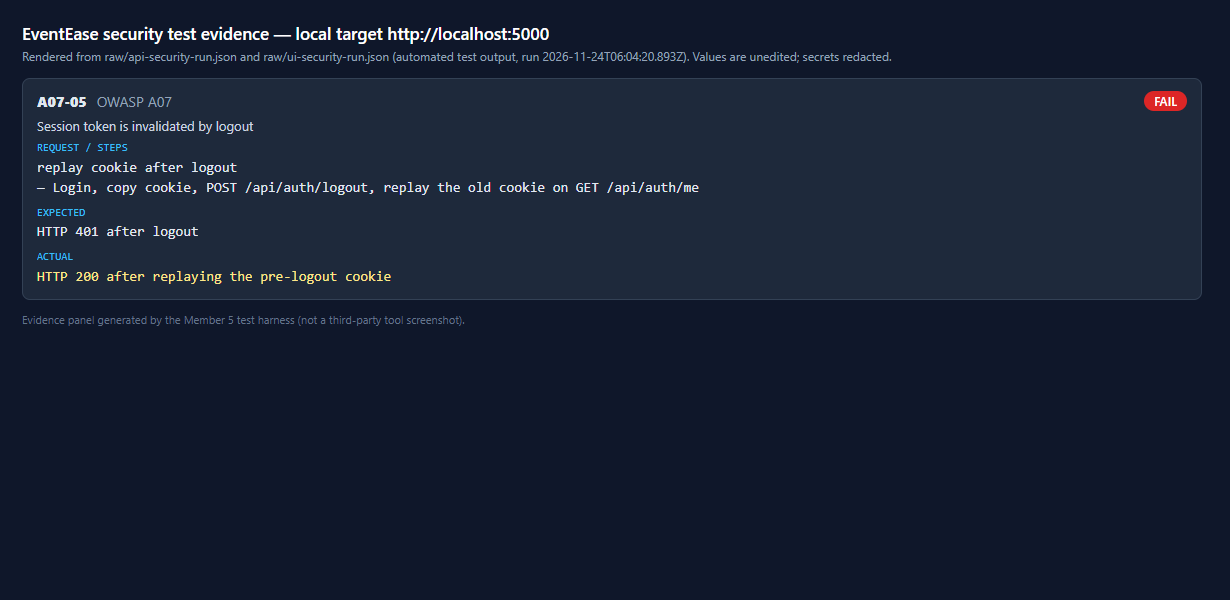 EventEase security test evidence — local target http://localhost:5000
Rendered from raw/api-security-run.json and raw/ui-security-run.json (automated test output, run 2026-11-24T06:04:20.893Z). Values are unedited; secrets redacted.
A07-05 OWASP A07 FAIL
Session token is invalidated by logout
REQUEST / STEPS
replay cookie after logout
— Login, copy cookie, POST /api/auth/logout, replay the old cookie on GET /api/auth/me
EXPECTED
HTTP 401 after logout
ACTUAL
HTTP 200 after replaying the pre-logout cookie
Evidence panel generated by the Member 5 test harness (not a third-party tool screenshot).